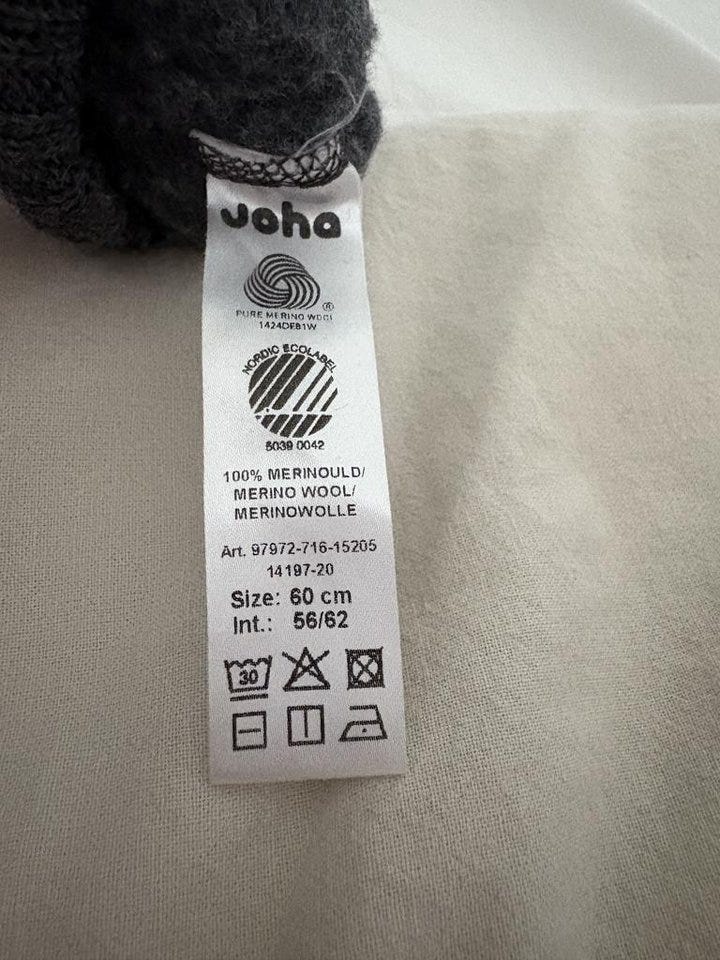 Joha
®
PURE MERINO WOOL
1424DEB1W
NORDIC ECOLABEL
5039 0042
100% MERINOULD/
MERINO WOOL/
MERINOWOLLE
Art. 97972-716-15205
14197-20
Size: 60 cm
Int.: 56/62
30